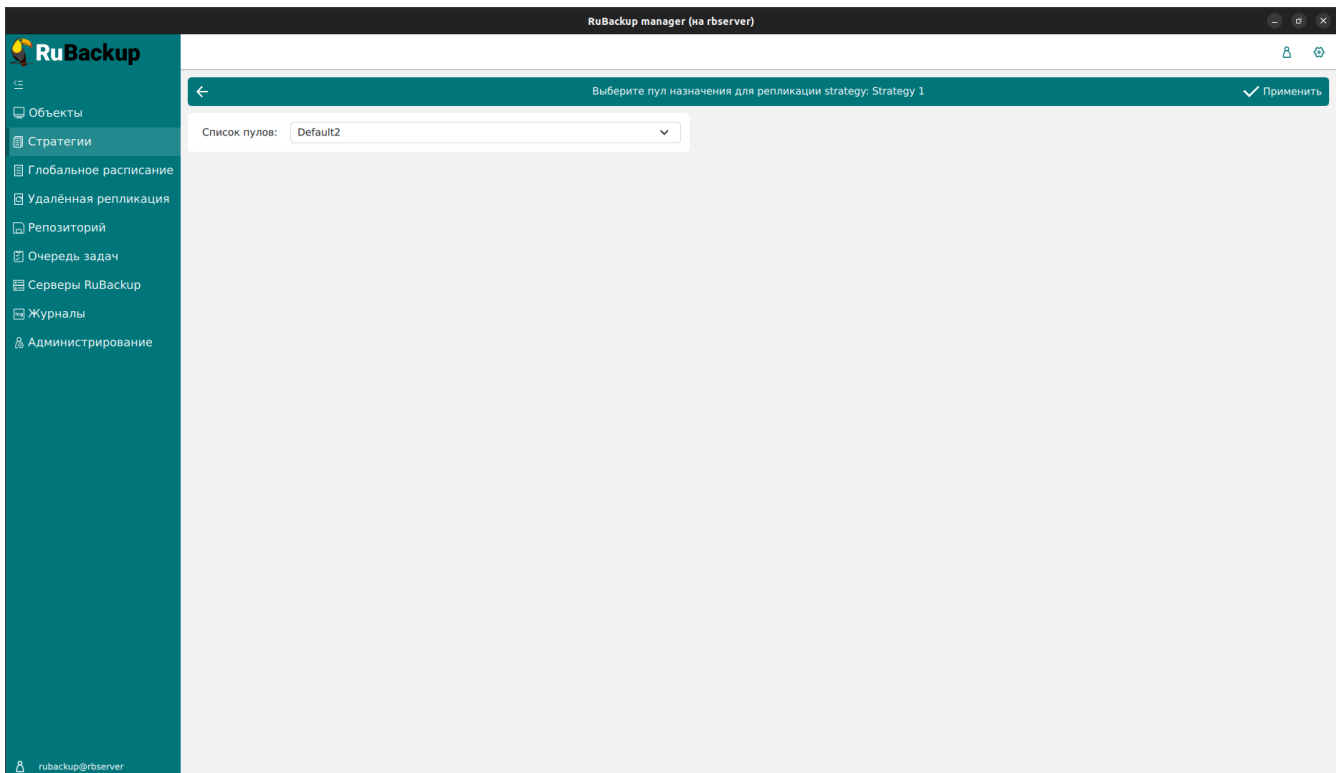 RuBackup manager (на rbserver)
RuBackup
Выберите пул назначения для репликации strategy: Strategy 1
Применить
Объекты
Список пулов: Default2
Стратегии
Глобальное расписание
Удалённая репликация
Репозиторий
Очередь задач
Серверы RuBackup
Журналы
Администрирование
rubackup@rbserver